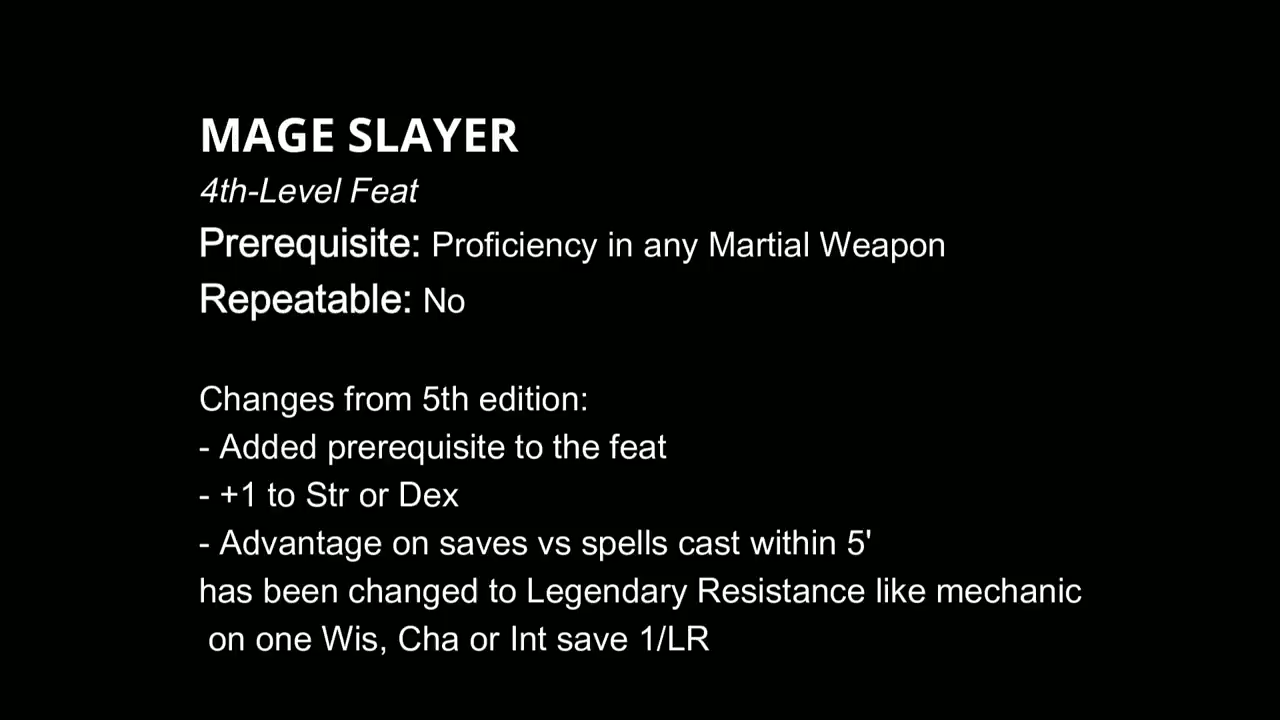 MAGE SLAYER
4th-Level Feat
Prerequisite: Proficiency in any Martial Weapon
Repeatable: No
Changes from 5th edition:
- Added prerequisite to the feat
- +1 to Str or Dex
- Advantage on saves vs spells cast within 5'
has been changed to Legendary Resistance like mechanic
on one Wis, Cha or Int save 1/LR